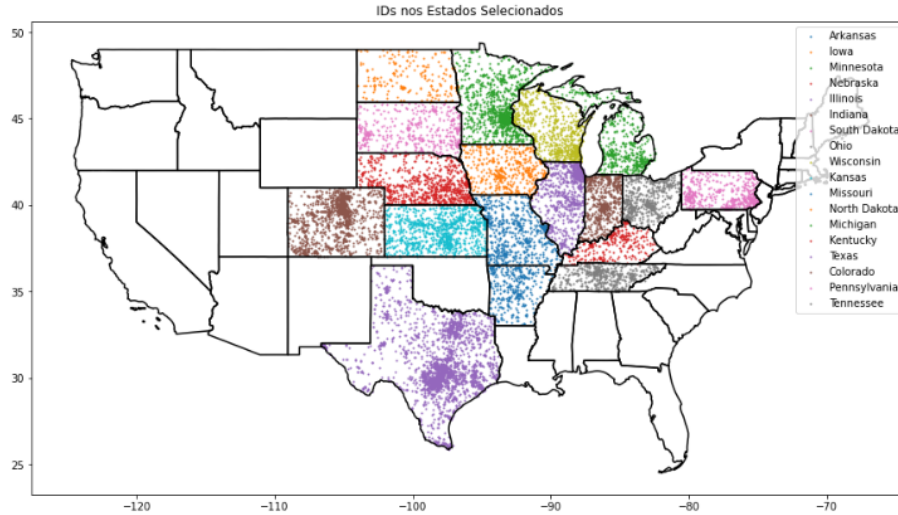 IDs nos Estados Selecionados
50
45
40
35
30
25
−120
−110
−100
−90
−80
−70
Arkansas
Iowa
Minnesota
Nebraska
Illinois
Indiana
South Dakota
Ohio
Wisconsin
Kansas
Missouri
North Dakota
Michigan
Kentucky
Texas
Colorado
Pennsylvania
Tennessee